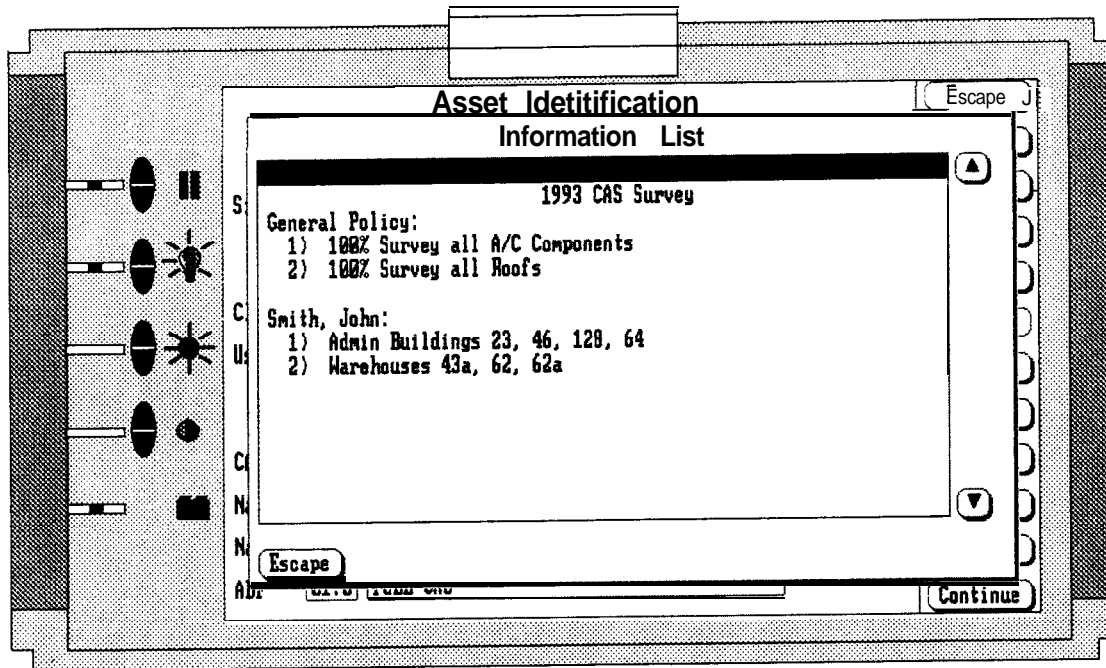 Asset Idetitification
Escape
Information List
1993 CAS Survey
General Policy:
1) 100% Survey all A/C Components
2) 100% Survey all Roofs
Smith, John:
1) Admin Buildings 23, 46, 128, 64
2) Warehouses 43a, 62, 62a
Escape
Continue